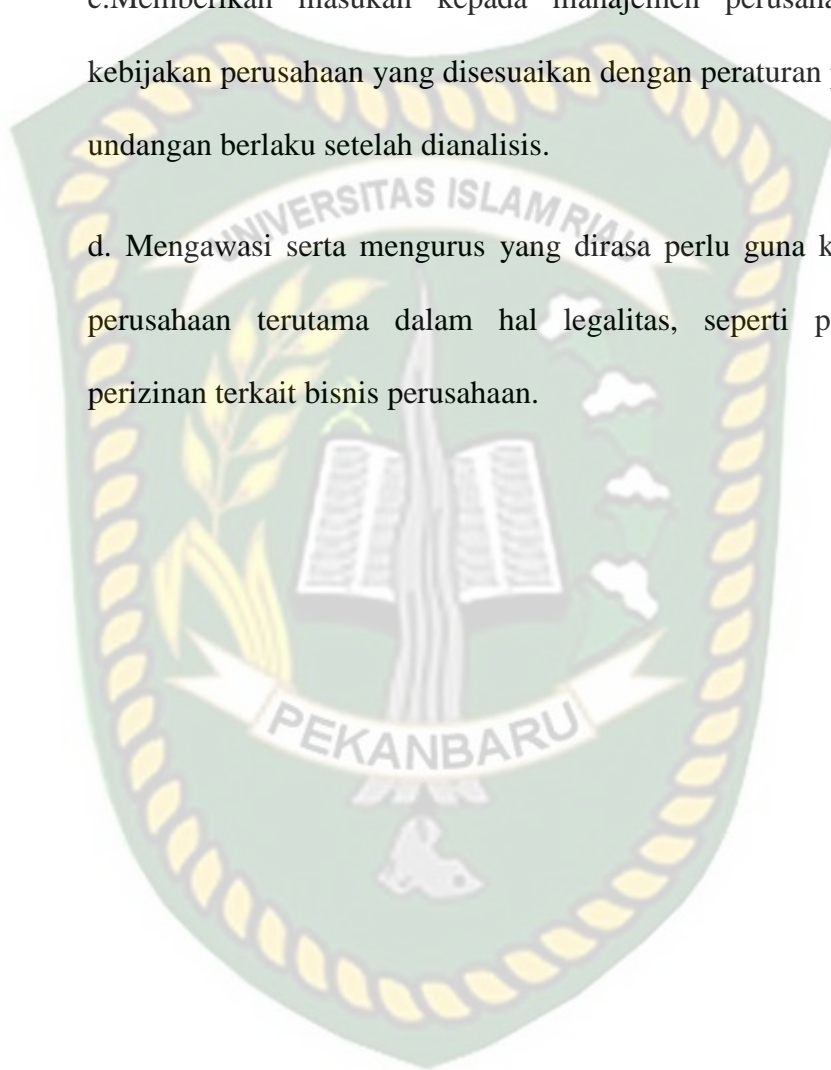 c.Memberikan masukan kepada manajemen
kebijakan perusahaan yang disesuaikan dengan peraturan
undangan berlaku setelah dianalisis.
UNIVERSITAS ISLAM RIAU
d. Mengawasi serta mengurus yang dirasa perlu guna
perusahaan terutama dalam hal legalitas, seperti
perizinan terkait bisnis perusahaan.
PEKANBARU